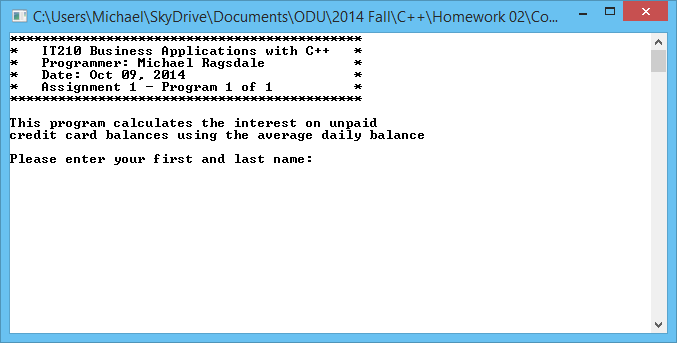 C:\Users\Michael\SkyDrive\Documents\ODU\2014 Fall\C++\Homework 02\Co...
********************************************
*   IT210 Business Applications with C++   *
*   Programmer: Michael Ragsdale           *
*   Date: Oct 09, 2014                     *
*   Assignment 1 - Program 1 of 1          *
********************************************
This program calculates the interest on unpaid
credit card balances using the average daily balance
Please enter your first and last name: